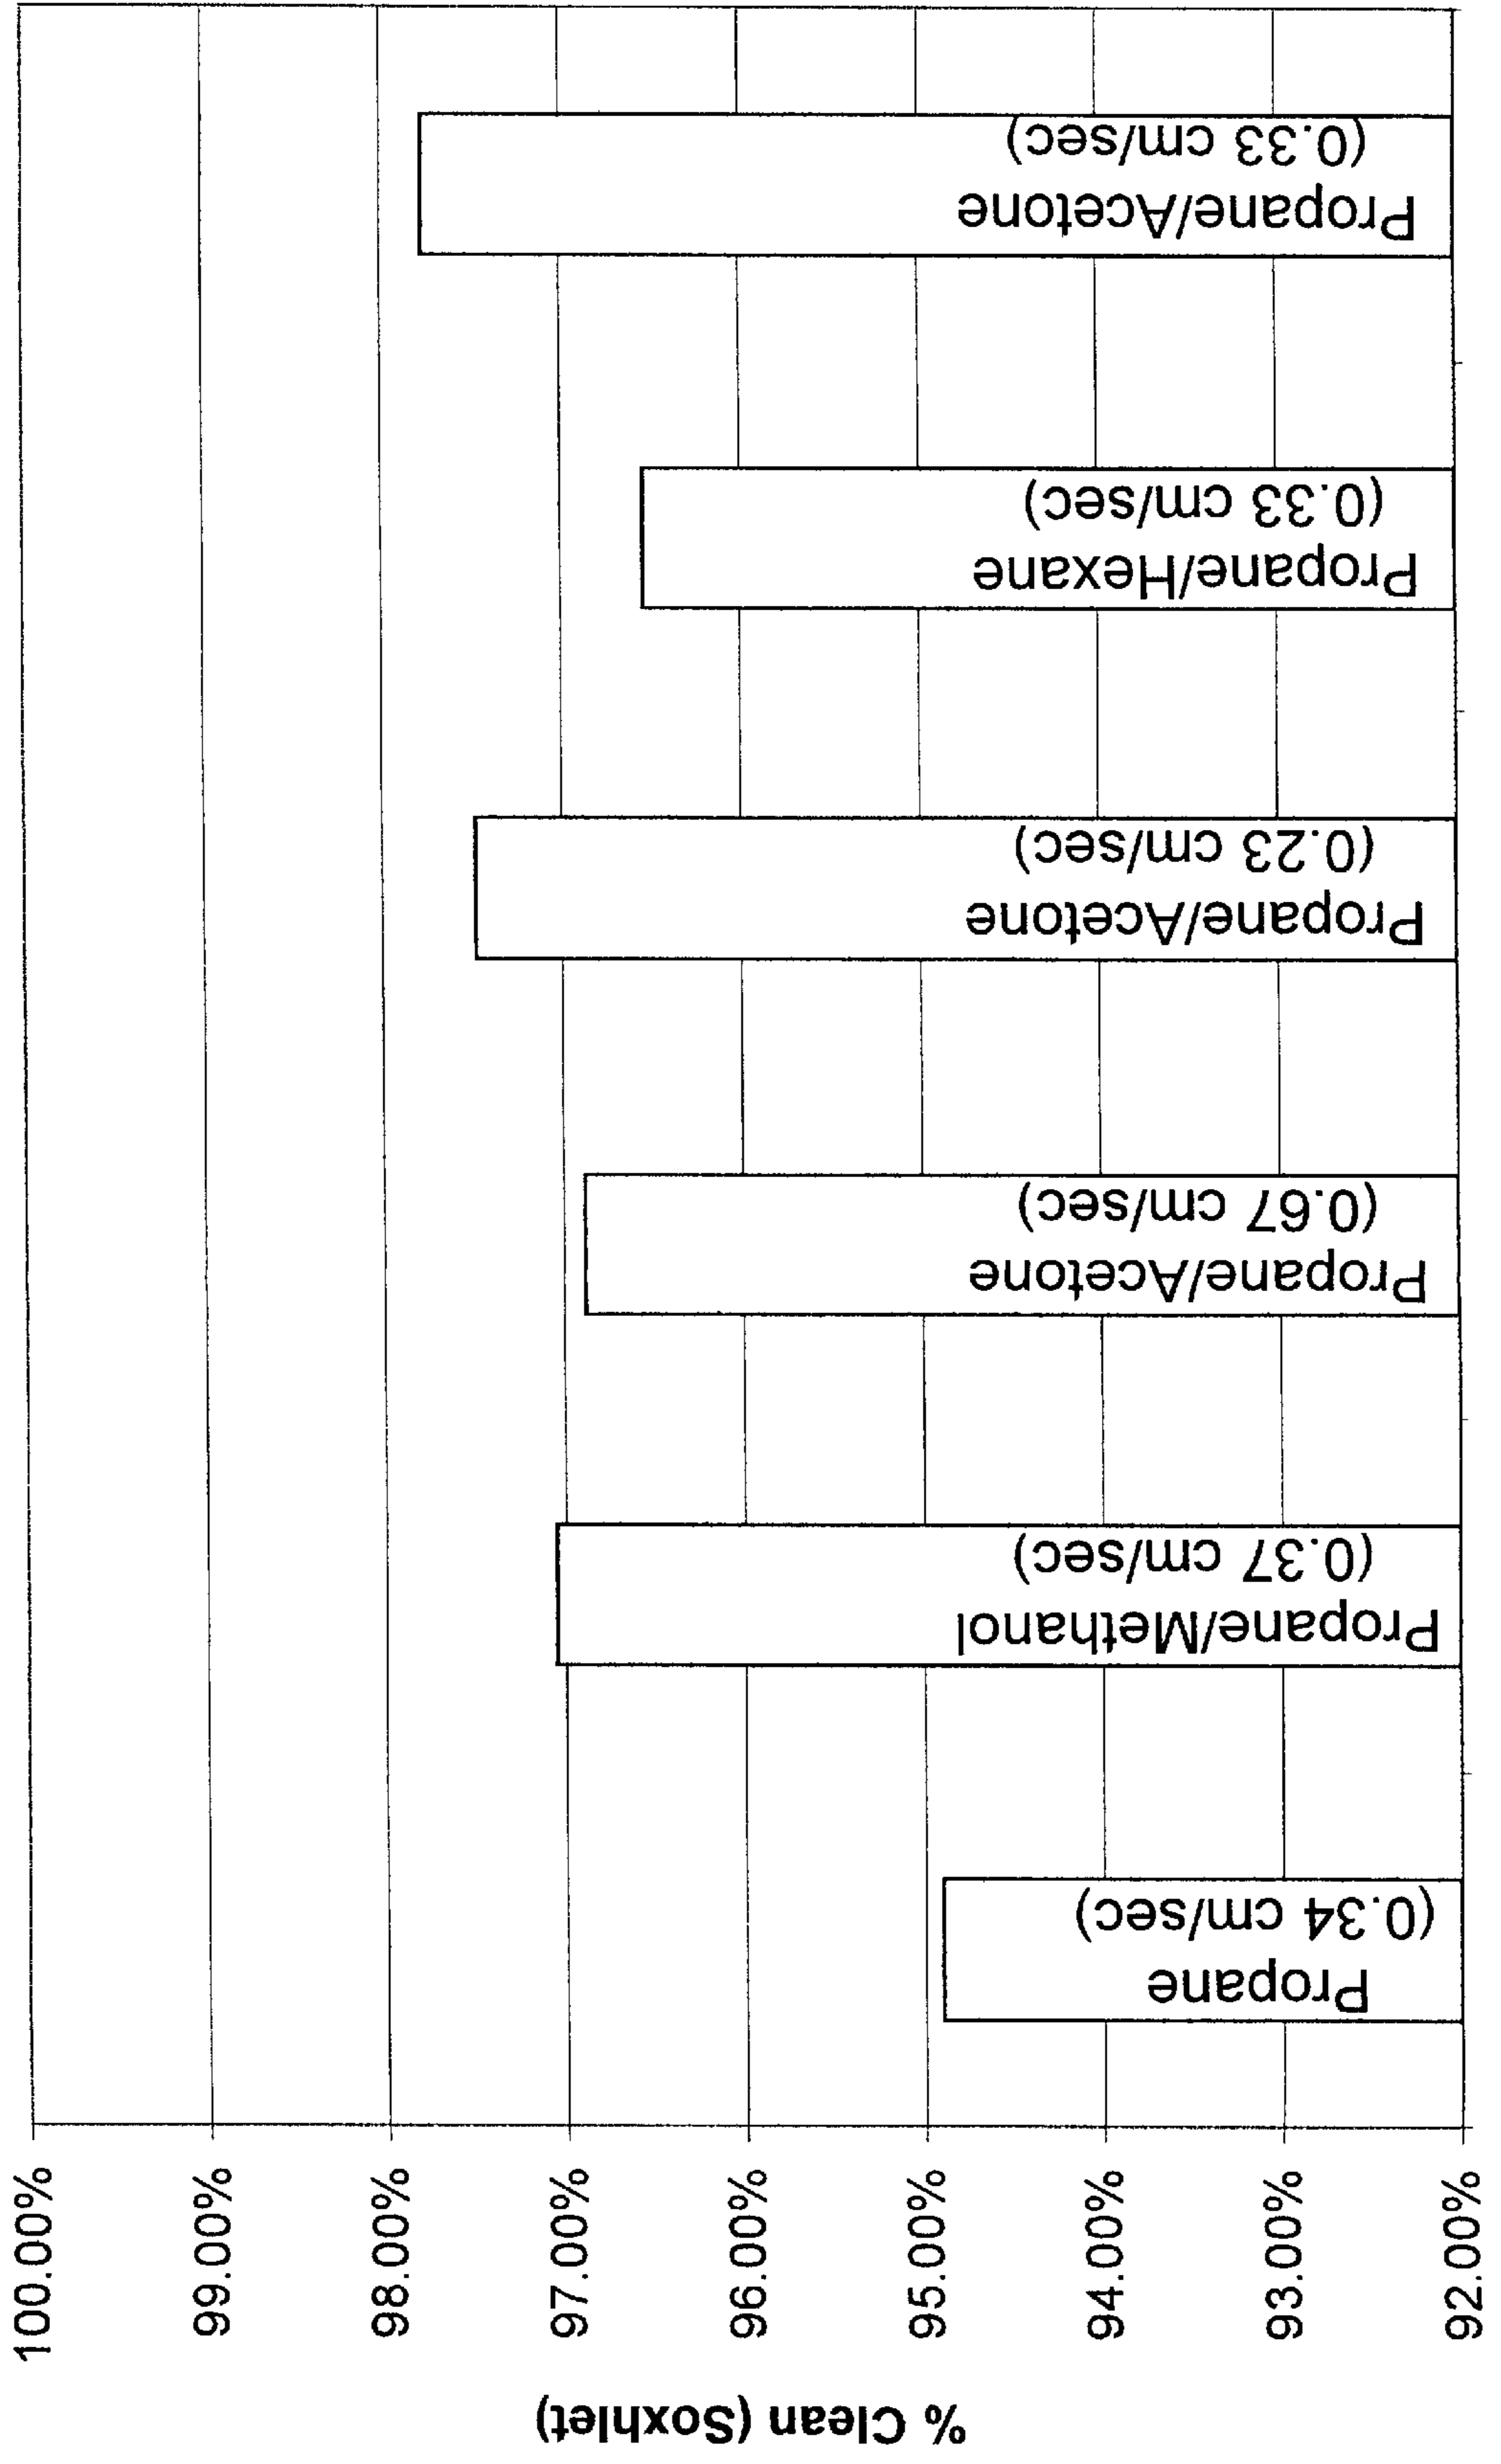 % Clean (Soxhlet)
100.00%
99.00%
98.00%
97.00%
96.00%
95.00%
94.00%
93.00%
92.00%
Propane
(0.34 cm/sec)
Propane/Methanol
(0.37 cm/sec)
Propane/Acetone
(0.67 cm/sec)
Propane/Acetone
(0.23 cm/sec)
Propane/Hexane
(0.33 cm/sec)
Propane/Acetone
(0.33 cm/sec)